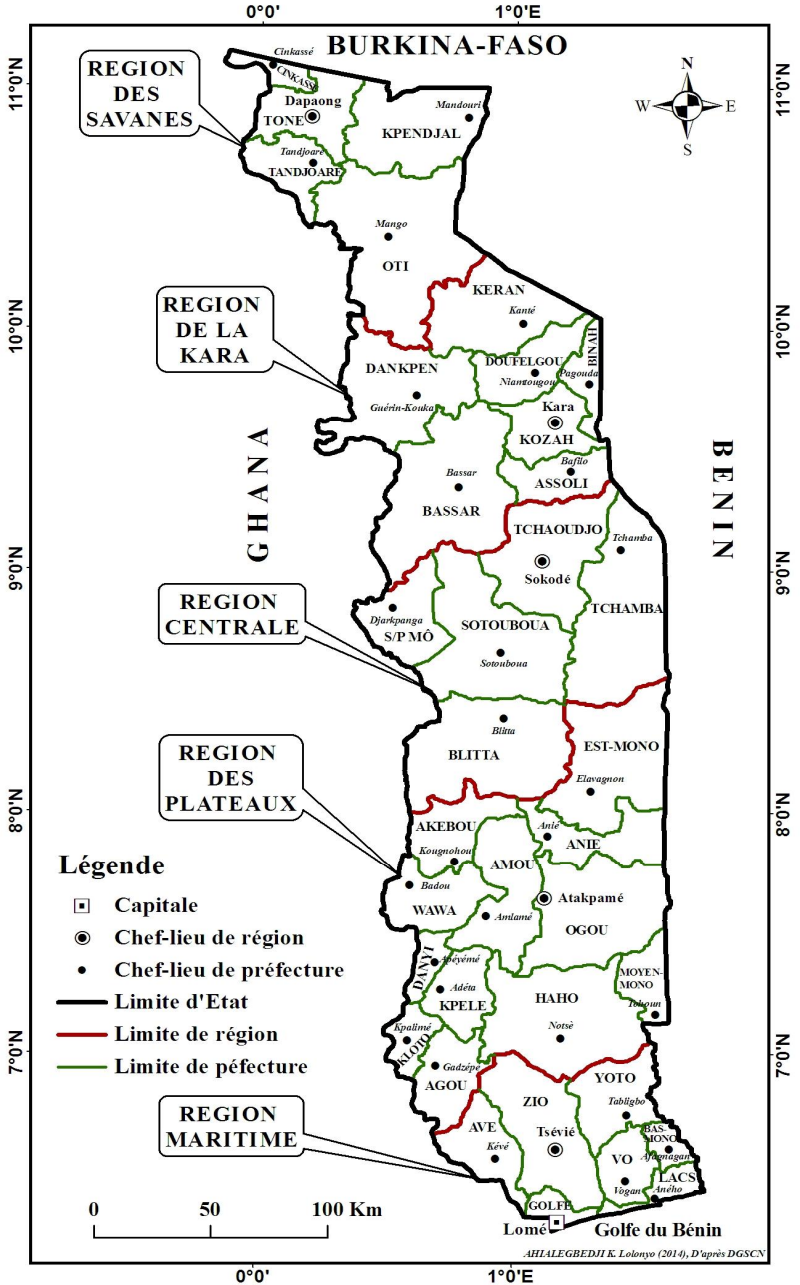 0°0' 1°0'E
BURKINA-FASO
11°0'N 11°0'N
REGION
DES
SAVANES
Cinkassé
CINKASSE
Dapaong
TONE
Mandouri
KPENDJAL
N
W E
S
Tandjoaré
TANDJOARE
Mango
OTI
REGION
DE LA
KARA
10°0'N 10°0'N
KERAN
Kanté
DANKPEN
Guérin-Kouka
DOUFELGOU
Niamtougou
BINAH
Pagouda
Kara
KOZAH
Bafilo
ASSOLI
GHANA
BENIN
Bassar
BASSAR
TCHAOUDJO
Sokodé
Tchamba
TCHAMBA
9°0'N 9°0'N
REGION
CENTRALE
Djarkpanga
S/P MÔ
SOTOUBOUA
Sotouboua
Blitta
BLITTA
EST-MONO
Elavagnon
REGION
DES
PLATEAUX
8°0'N 8°0'N
AKEBOU
Kougnohou
AMOU
Anié
ANIE
Badou
WAWA
Amlamé
Atakpamé
OGOU
DANYI
Apéyémé
Adéta
KPELE
HAHO
Notsè
MOYEN-
MONO
Tohoun
Légende
Capitale
Chef-lieu de région
Chef-lieu de préfecture
Limite d'Etat
Limite de région
Limite de péfecture
7°0'N 7°0'N
Kpalimé
KLOTO
Gadzépé
AGOU
REGION
MARITIME
AVE
Kévé
ZIO
Tsévié
YOTO
Tabligbo
BAS-
MONO
Afagnagan
VO
Vogan
LACS
Aného
GOLFE
Lomé
Golfe du Bénin
0 50 100 Km
AHIALEGBEDJI K. Lolonyo (2014), D'après DGSCN
0°0' 1°0'E